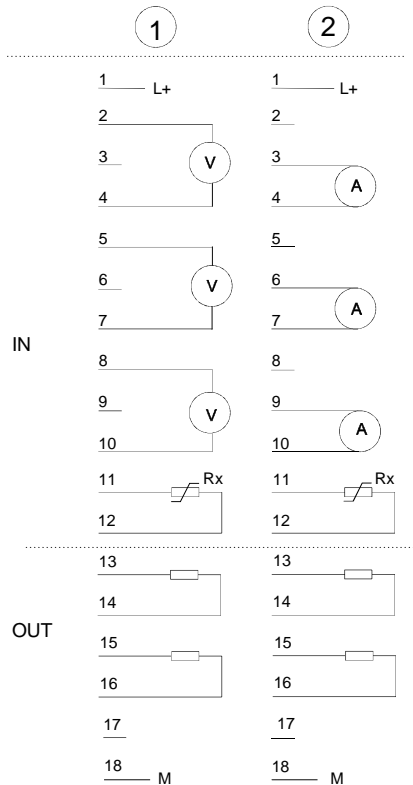 1 2
1 L+ 1 L+
2 2
3 V 3
4 4 A
5 5
6 V 6
7 7 A
IN
8 8
9 V 9
10 10 A
11 Rx 11 Rx
12 12
13 13
14 14
OUT
15 15
16 16
17 17
18 M 18 M